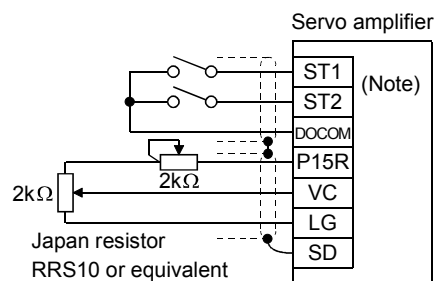 Servo amplifier
ST1
(Note)
ST2
DOCOM
P15R
2kΩ
2kΩ
VC
LG
Japan resistor
SD
RRS10 or equivalent